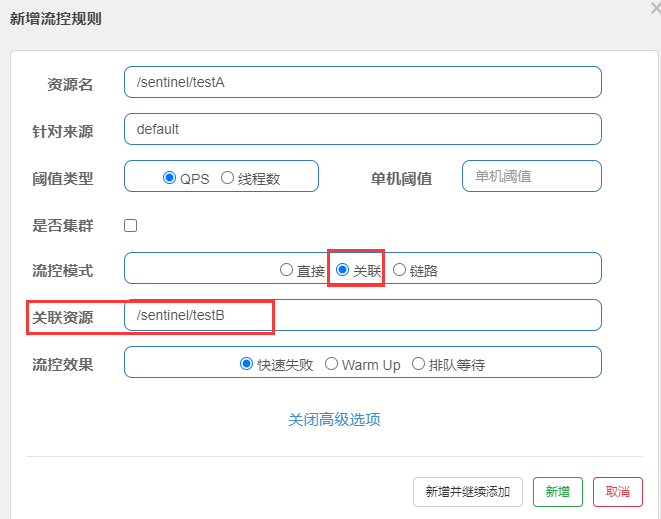 新增流控规则
资源名 /sentinel/testA
针对来源 default
阈值类型 QPS 线程数 单机阈值 单机阈值
是否集群
流控模式 直接 关联 链路
关联资源 /sentinel/testB
流控效果 快速失败 Warm Up 排队等待
关闭高级选项
新增并继续添加 新增 取消